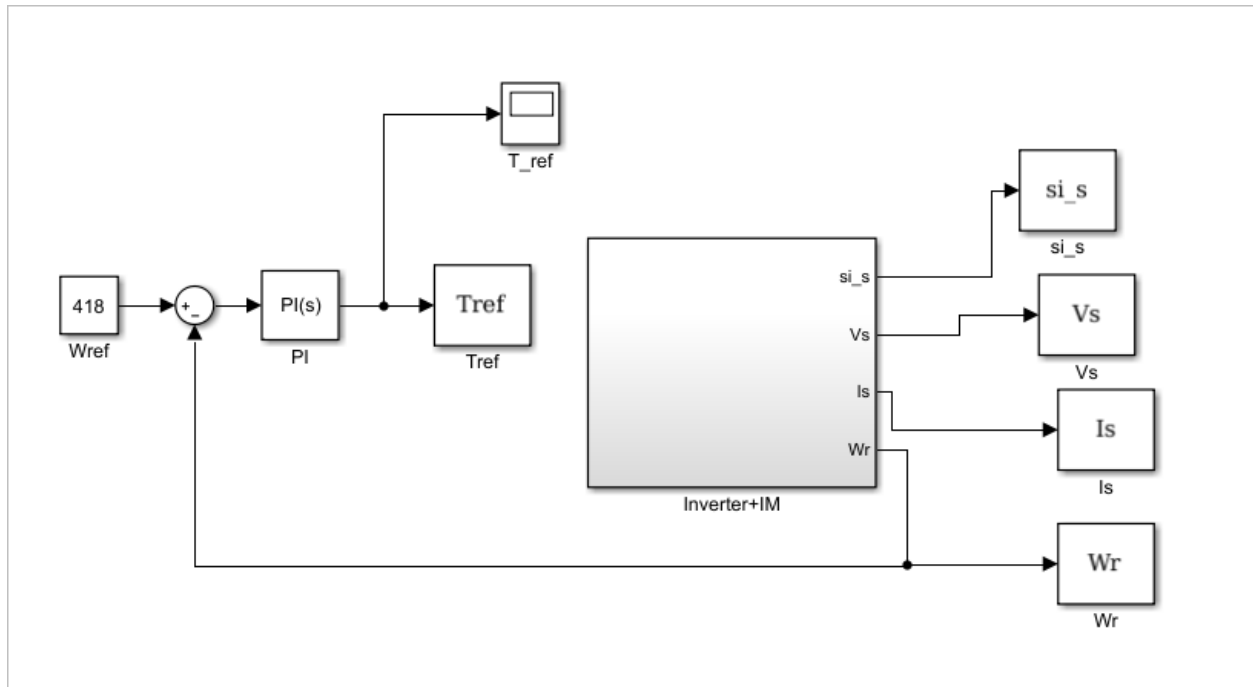 T_ref
418
Wref
+
_
PI(s)
PI
Tref
Tref
si_s
Vs
Is
Wr
Inverter+IM
si_s
si_s
Vs
Vs
Is
Is
Wr
Wr